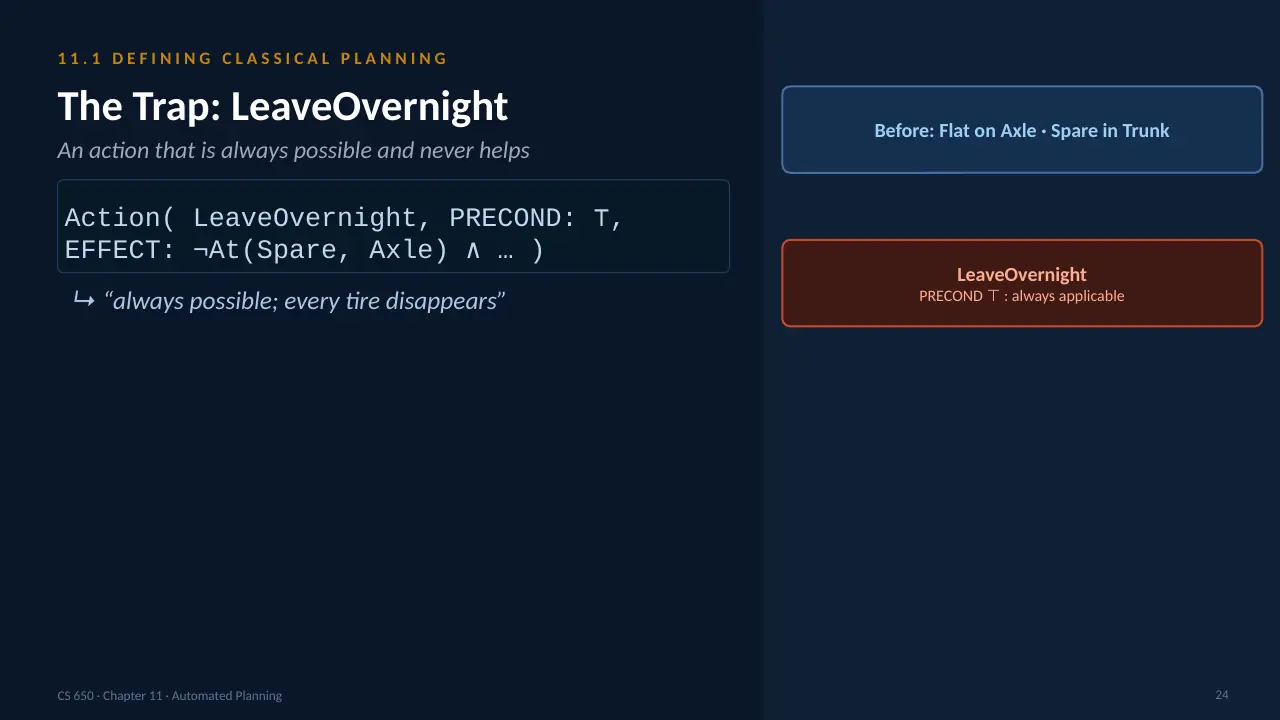 11.1 DEFINING CLASSICAL PLANNING
The Trap: LeaveOvernight
An action that is always possible and never helps
Action( LeaveOvernight, PRECOND: ⊤,
EFFECT: ¬At(Spare, Axle) ∧ … )
↪ “always possible; every tire disappears”
Before: Flat on Axle · Spare in Trunk
LeaveOvernight
PRECOND ⊤ : always applicable
CS 650 · Chapter 11 · Automated Planning
24